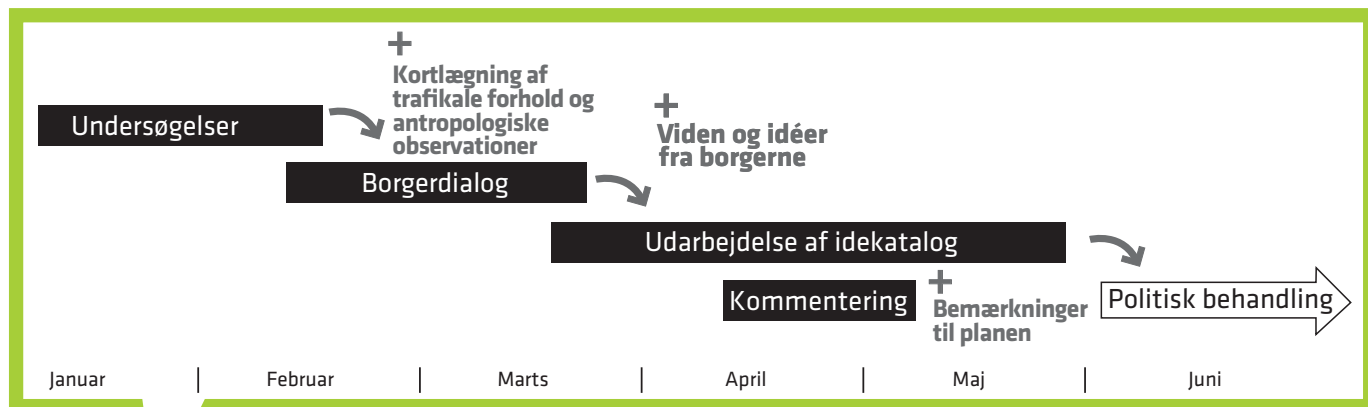 +
Kortlægning af
trafikale forhold og
antropologiske
observationer
Undersøgelser
+
Viden og idéer
fra borgerne
Borgerdialog
Udarbejdelse af idekatalog
Kommentering
+
Bemærkninger
til planen
Politisk behandling
Januar | Februar | Marts | April | Maj | Juni